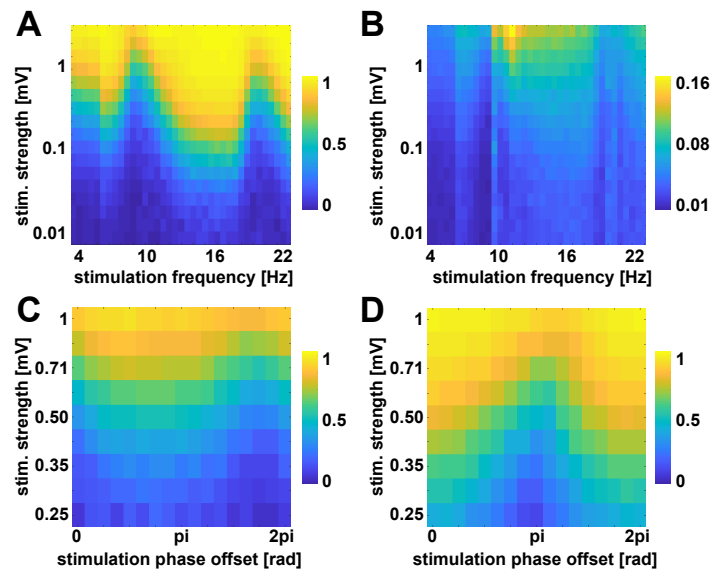 A
B
stim. strength [mV]
1
0.1
0.01
4
10
16
22
stimulation frequency [Hz]
1
0.5
0
stim. strength [mV]
1
0.1
0.01
4
10
16
22
stimulation frequency [Hz]
0.16
0.08
0.01
C
D
stim. strength [mV]
1
0.71
0.50
0.35
0.25
0
pi
2pi
stimulation phase offset [rad]
1
0.5
0
stim. strength [mV]
1
0.71
0.50
0.35
0.25
0
pi
2pi
stimulation phase offset [rad]
1
0.5
0